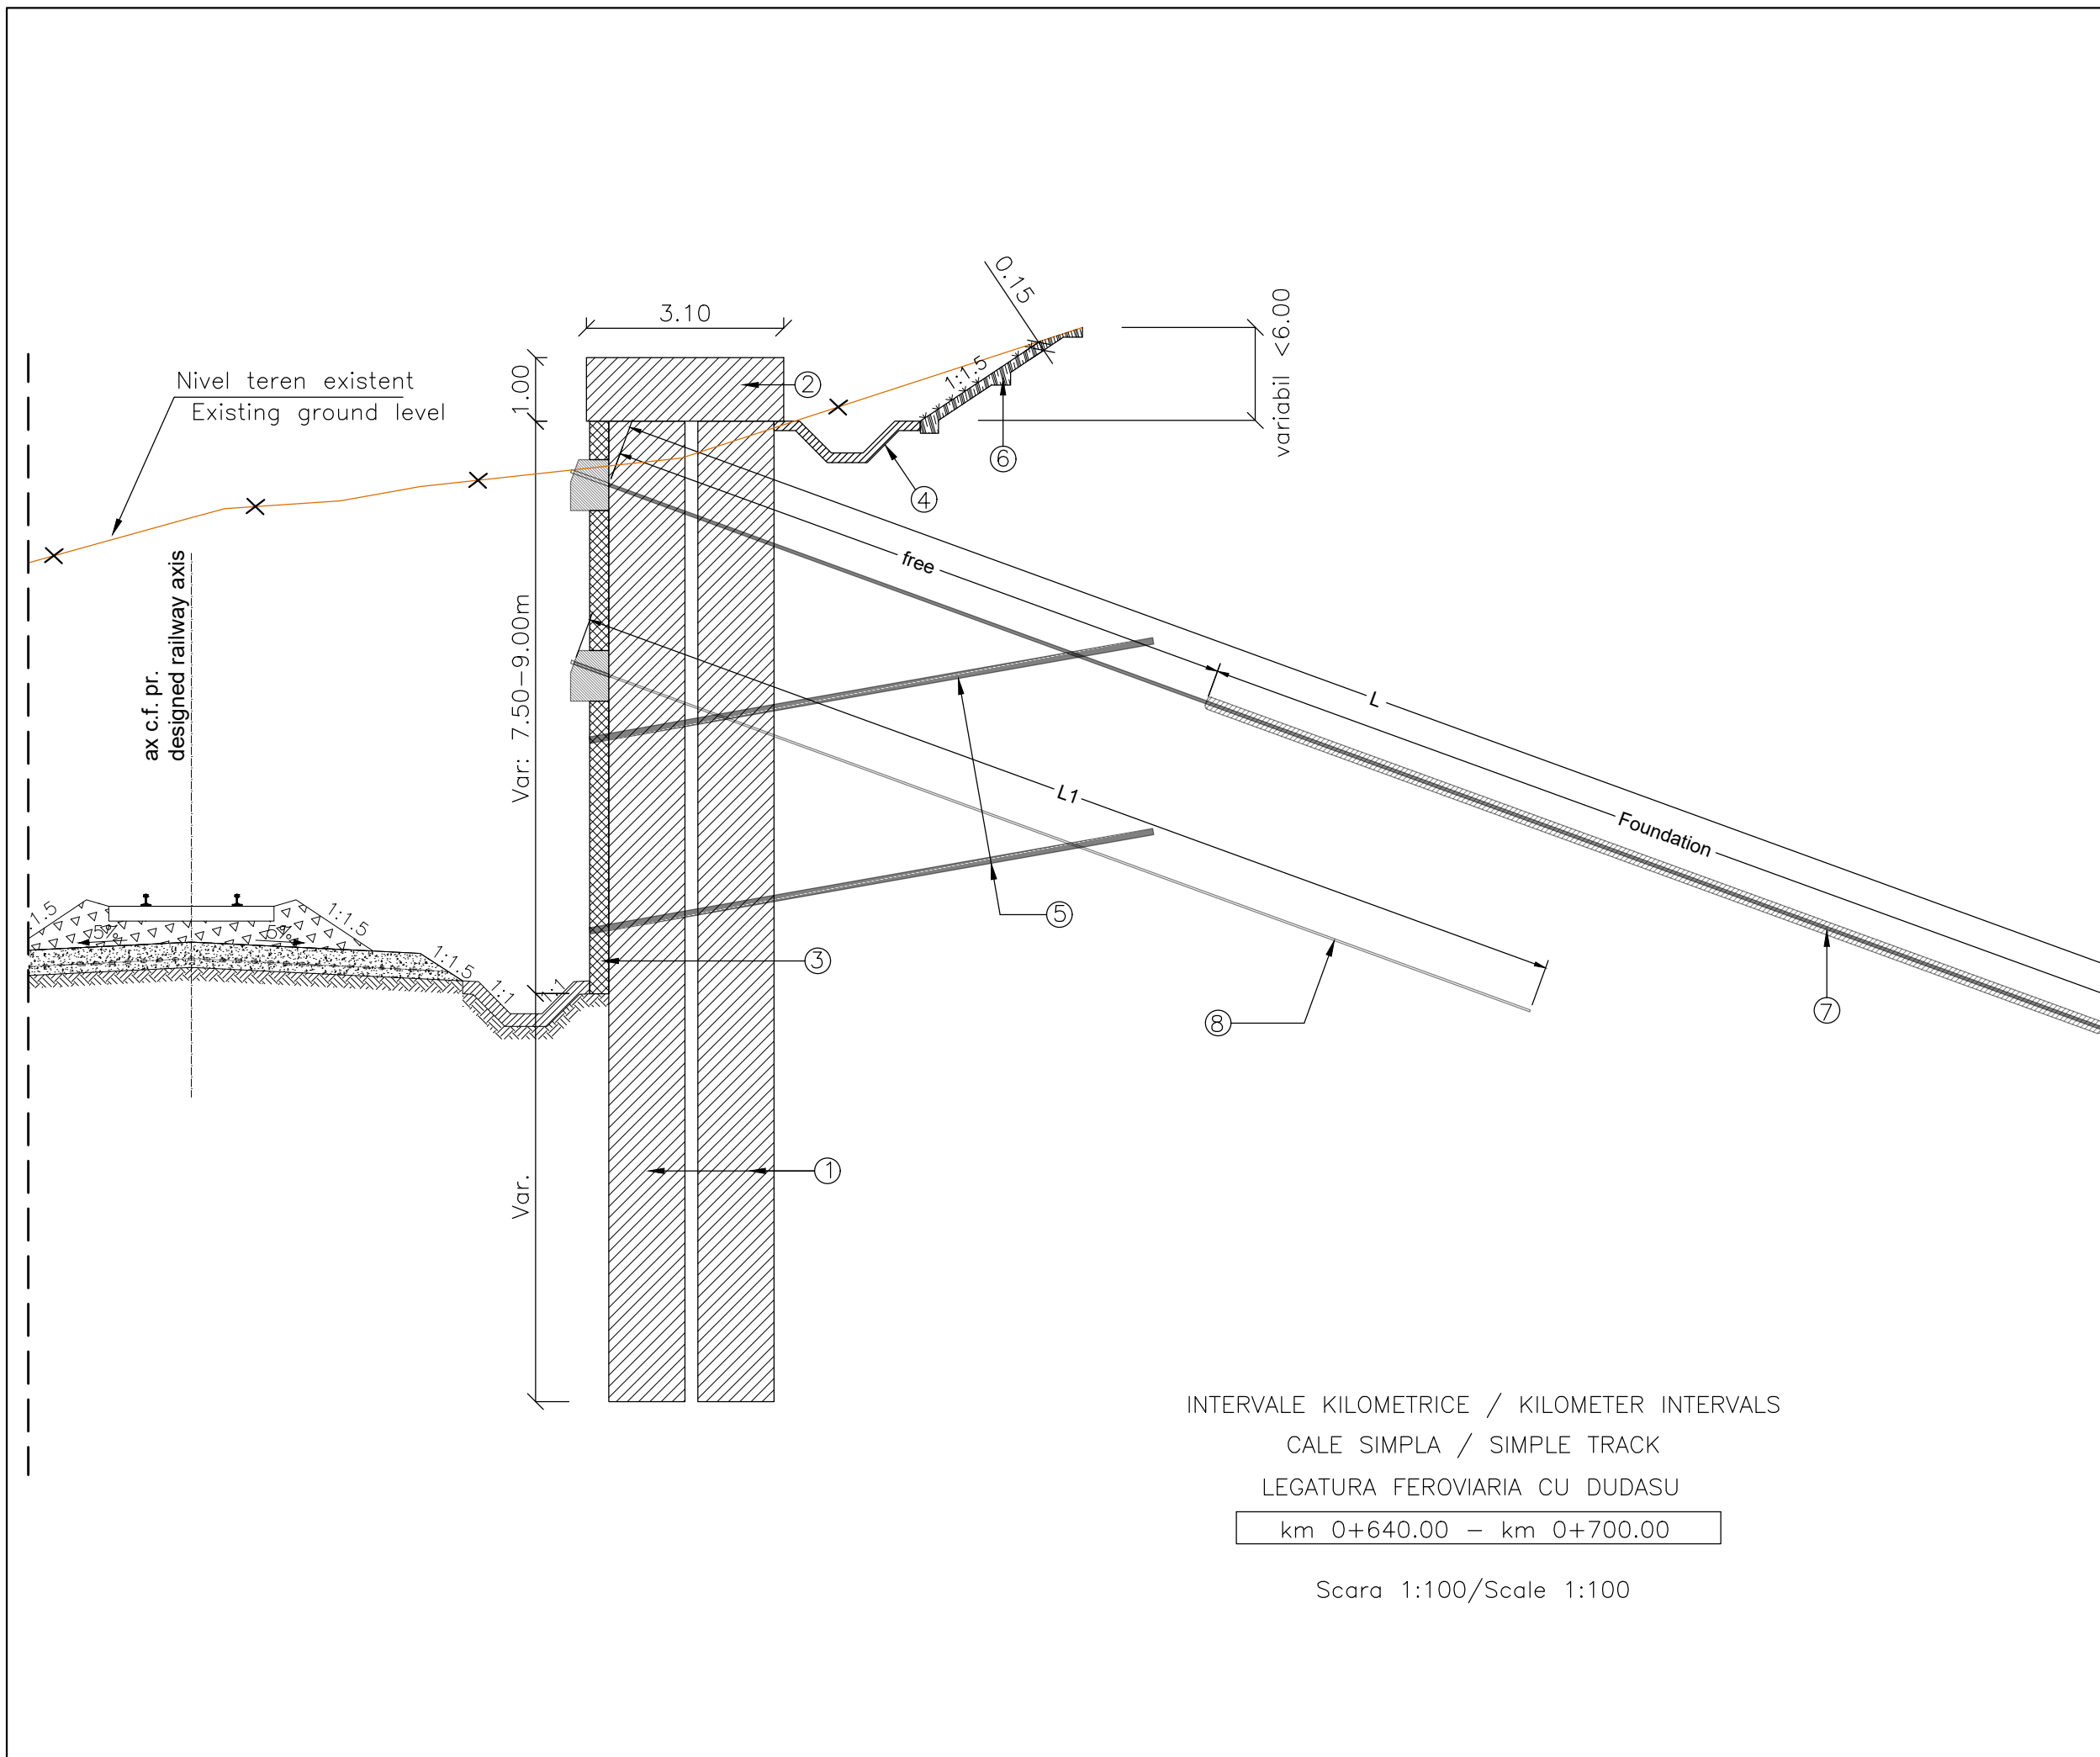 0.15
3.10
variabil <6.00
1:1.5
1.00
2
Nivel teren existent
Existing ground level
6
4
free
ax c.f. pr.
designed railway axis
Var: 7.50-9.00m
L
L1
Foundation
5
1:1.5
5%
5%
1:1.5
1:1.5
3
1:1
1:1
7
8
1
Var.
INTERVALE KILOMETRICE / KILOMETER INTERVALS
CALE SIMPLA / SIMPLE TRACK
LEGATURA FEROVIARIA CU DUDASU
km 0+640.00 - km 0+700.00
Scara 1:100/Scale 1:100